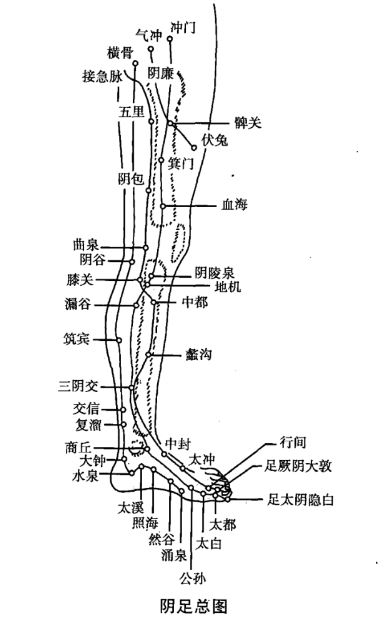 气冲
冲门
横骨
接急脉
阴廉
五里
髀关
伏兔
箕门
阴包
血海
曲泉
阴谷
膝关
阴陵泉
地机
漏谷
中都
筑宾
蠡沟
三阴交
交信
复溜
中封
行间
商丘
太冲
大钟
足厥阴大敦
水泉
足太阴隐白
太溪
照海
然谷
涌泉
公孙
太白
太都
阴足总图